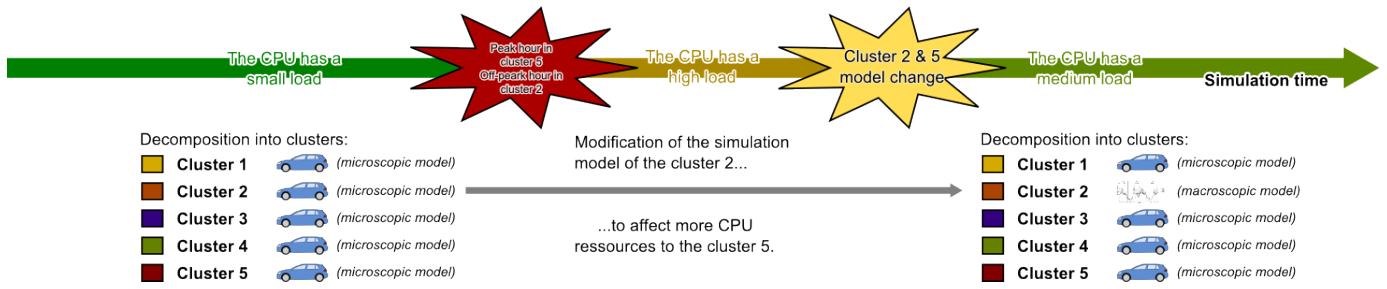 The CPU has a
small load
Peak hour in
cluster 5
Off-peark hour in
cluster 2
The CPU has a
high load
Cluster 2 & 5
model change
The CPU has a
medium load
Simulation time
Decomposition into clusters:
Cluster 1 (microscopic model)
Cluster 2 (microscopic model)
Cluster 3 (microscopic model)
Cluster 4 (microscopic model)
Cluster 5 (microscopic model)
Modification of the simulation
model of the cluster 2...
...to affect more CPU
ressources to the cluster 5.
Decomposition into clusters:
Cluster 1 (microscopic model)
Cluster 2 (macroscopic model)
Cluster 3 (microscopic model)
Cluster 4 (microscopic model)
Cluster 5 (microscopic model)